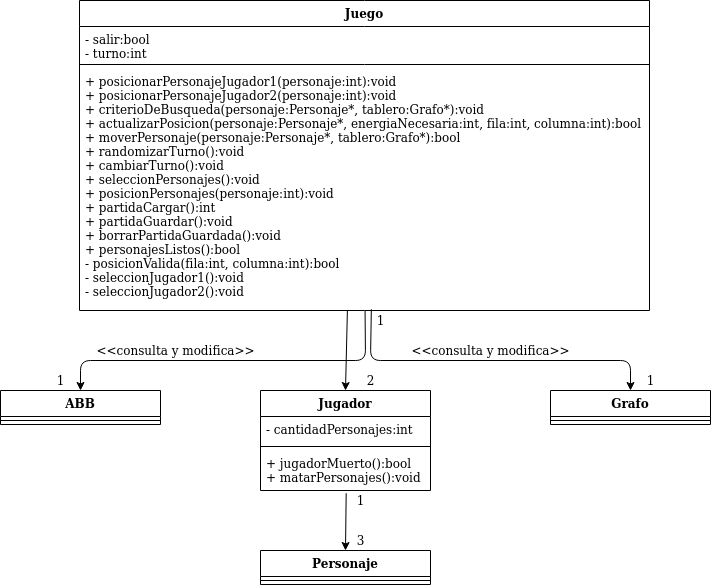 Juego
- salir:bool
- turno:int
+ posicionarPersonajeJugador1(personaje:int):void
+ posicionarPersonajeJugador2(personaje:int):void
+ criterioDeBusqueda(personaje:Personaje*, tablero:Grafo*):void
+ actualizarPosicion(personaje:Personaje*, energiaNecesaria:int, fila:int, columna:int):bool
+ moverPersonaje(personaje:Personaje*, tablero:Grafo*):bool
+ randomizarTurno():void
+ cambiarTurno():void
+ seleccionPersonajes():void
+ posicionPersonajes(personaje:int):void
+ partidaCargar():int
+ partidaGuardar():void
+ borrarPartidaGuardada():void
+ personajesListos():bool
- posicionValida(fila:int, columna:int):bool
- seleccionJugador1():void
- seleccionJugador2():void
1
<<consulta y modifica>>
<<consulta y modifica>>
1
2
1
ABB
Jugador
Grafo
- cantidadPersonajes:int
+ jugadorMuerto():bool
+ matarPersonajes():void
1
3
Personaje